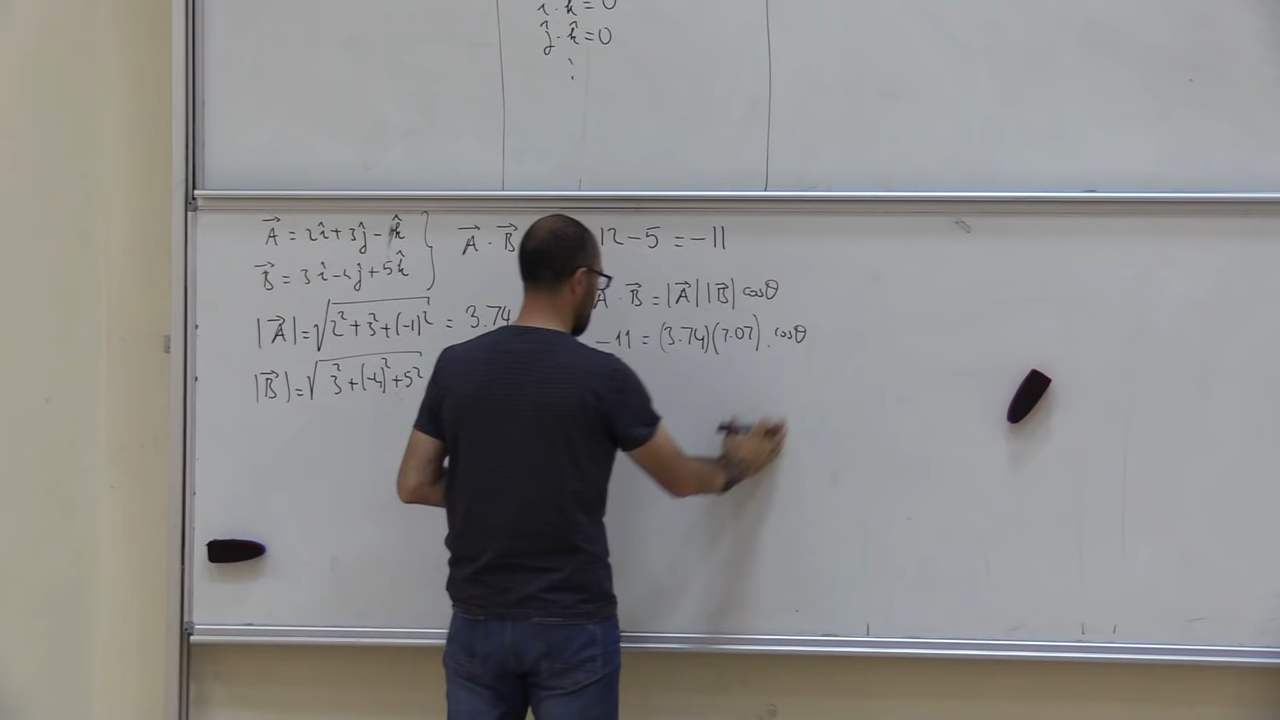 î · k̂ = 0
ĵ · k̂ = 0
⋮
A⃗ = 2î + 3ĵ - k̂
B⃗ = 3î - 4ĵ + 5k̂
|A⃗| = √(2² + 3² + (-1)²) = 3.74
|B⃗| = √(3² + (-4)² + 5²
A⃗ · B⃗
12 - 5 = -11
A · B⃗ = |A⃗| |B⃗| cosθ
-11 = (3.74)(7.07) . cosθ